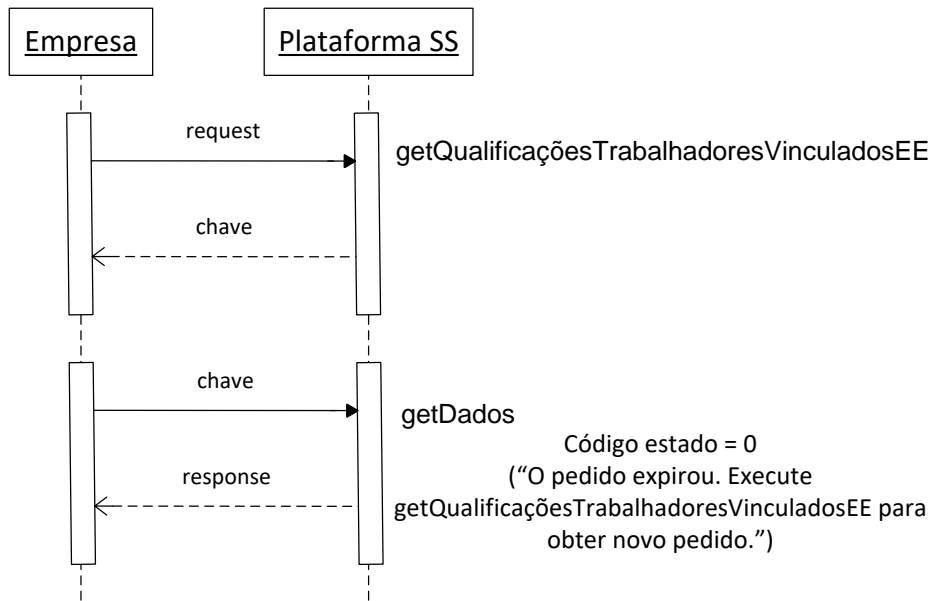 Empresa
Plataforma SS
request
getQualificaçõesTrabalhadoresVinculadosEE
chave
chave
getDados
Código estado = 0
response
(“O pedido expirou. Execute
getQualificaçõesTrabalhadoresVinculadosEE para
obter novo pedido.”)